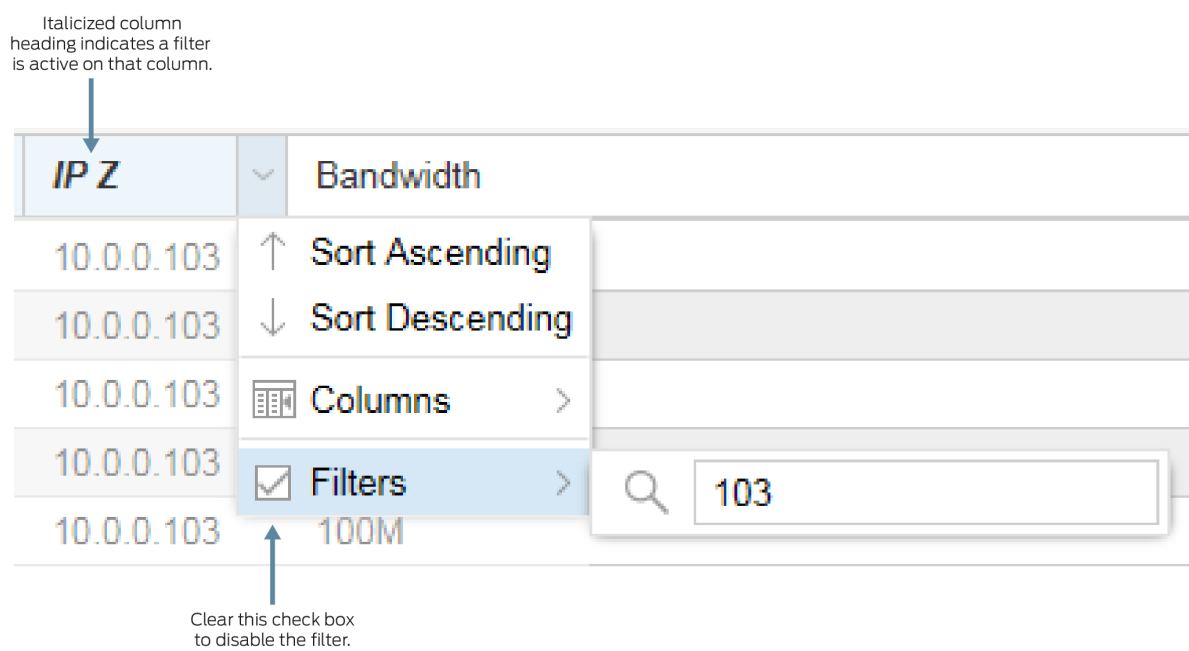 Italicized column
heading indicates a filter
is active on that column.
IP Z
Bandwidth
10.0.0.103
Sort Ascending
10.0.0.103
Sort Descending
10.0.0.103
Columns
10.0.0.103
Filters
103
10.0.0.103
100M
Clear this check box
to disable the filter.